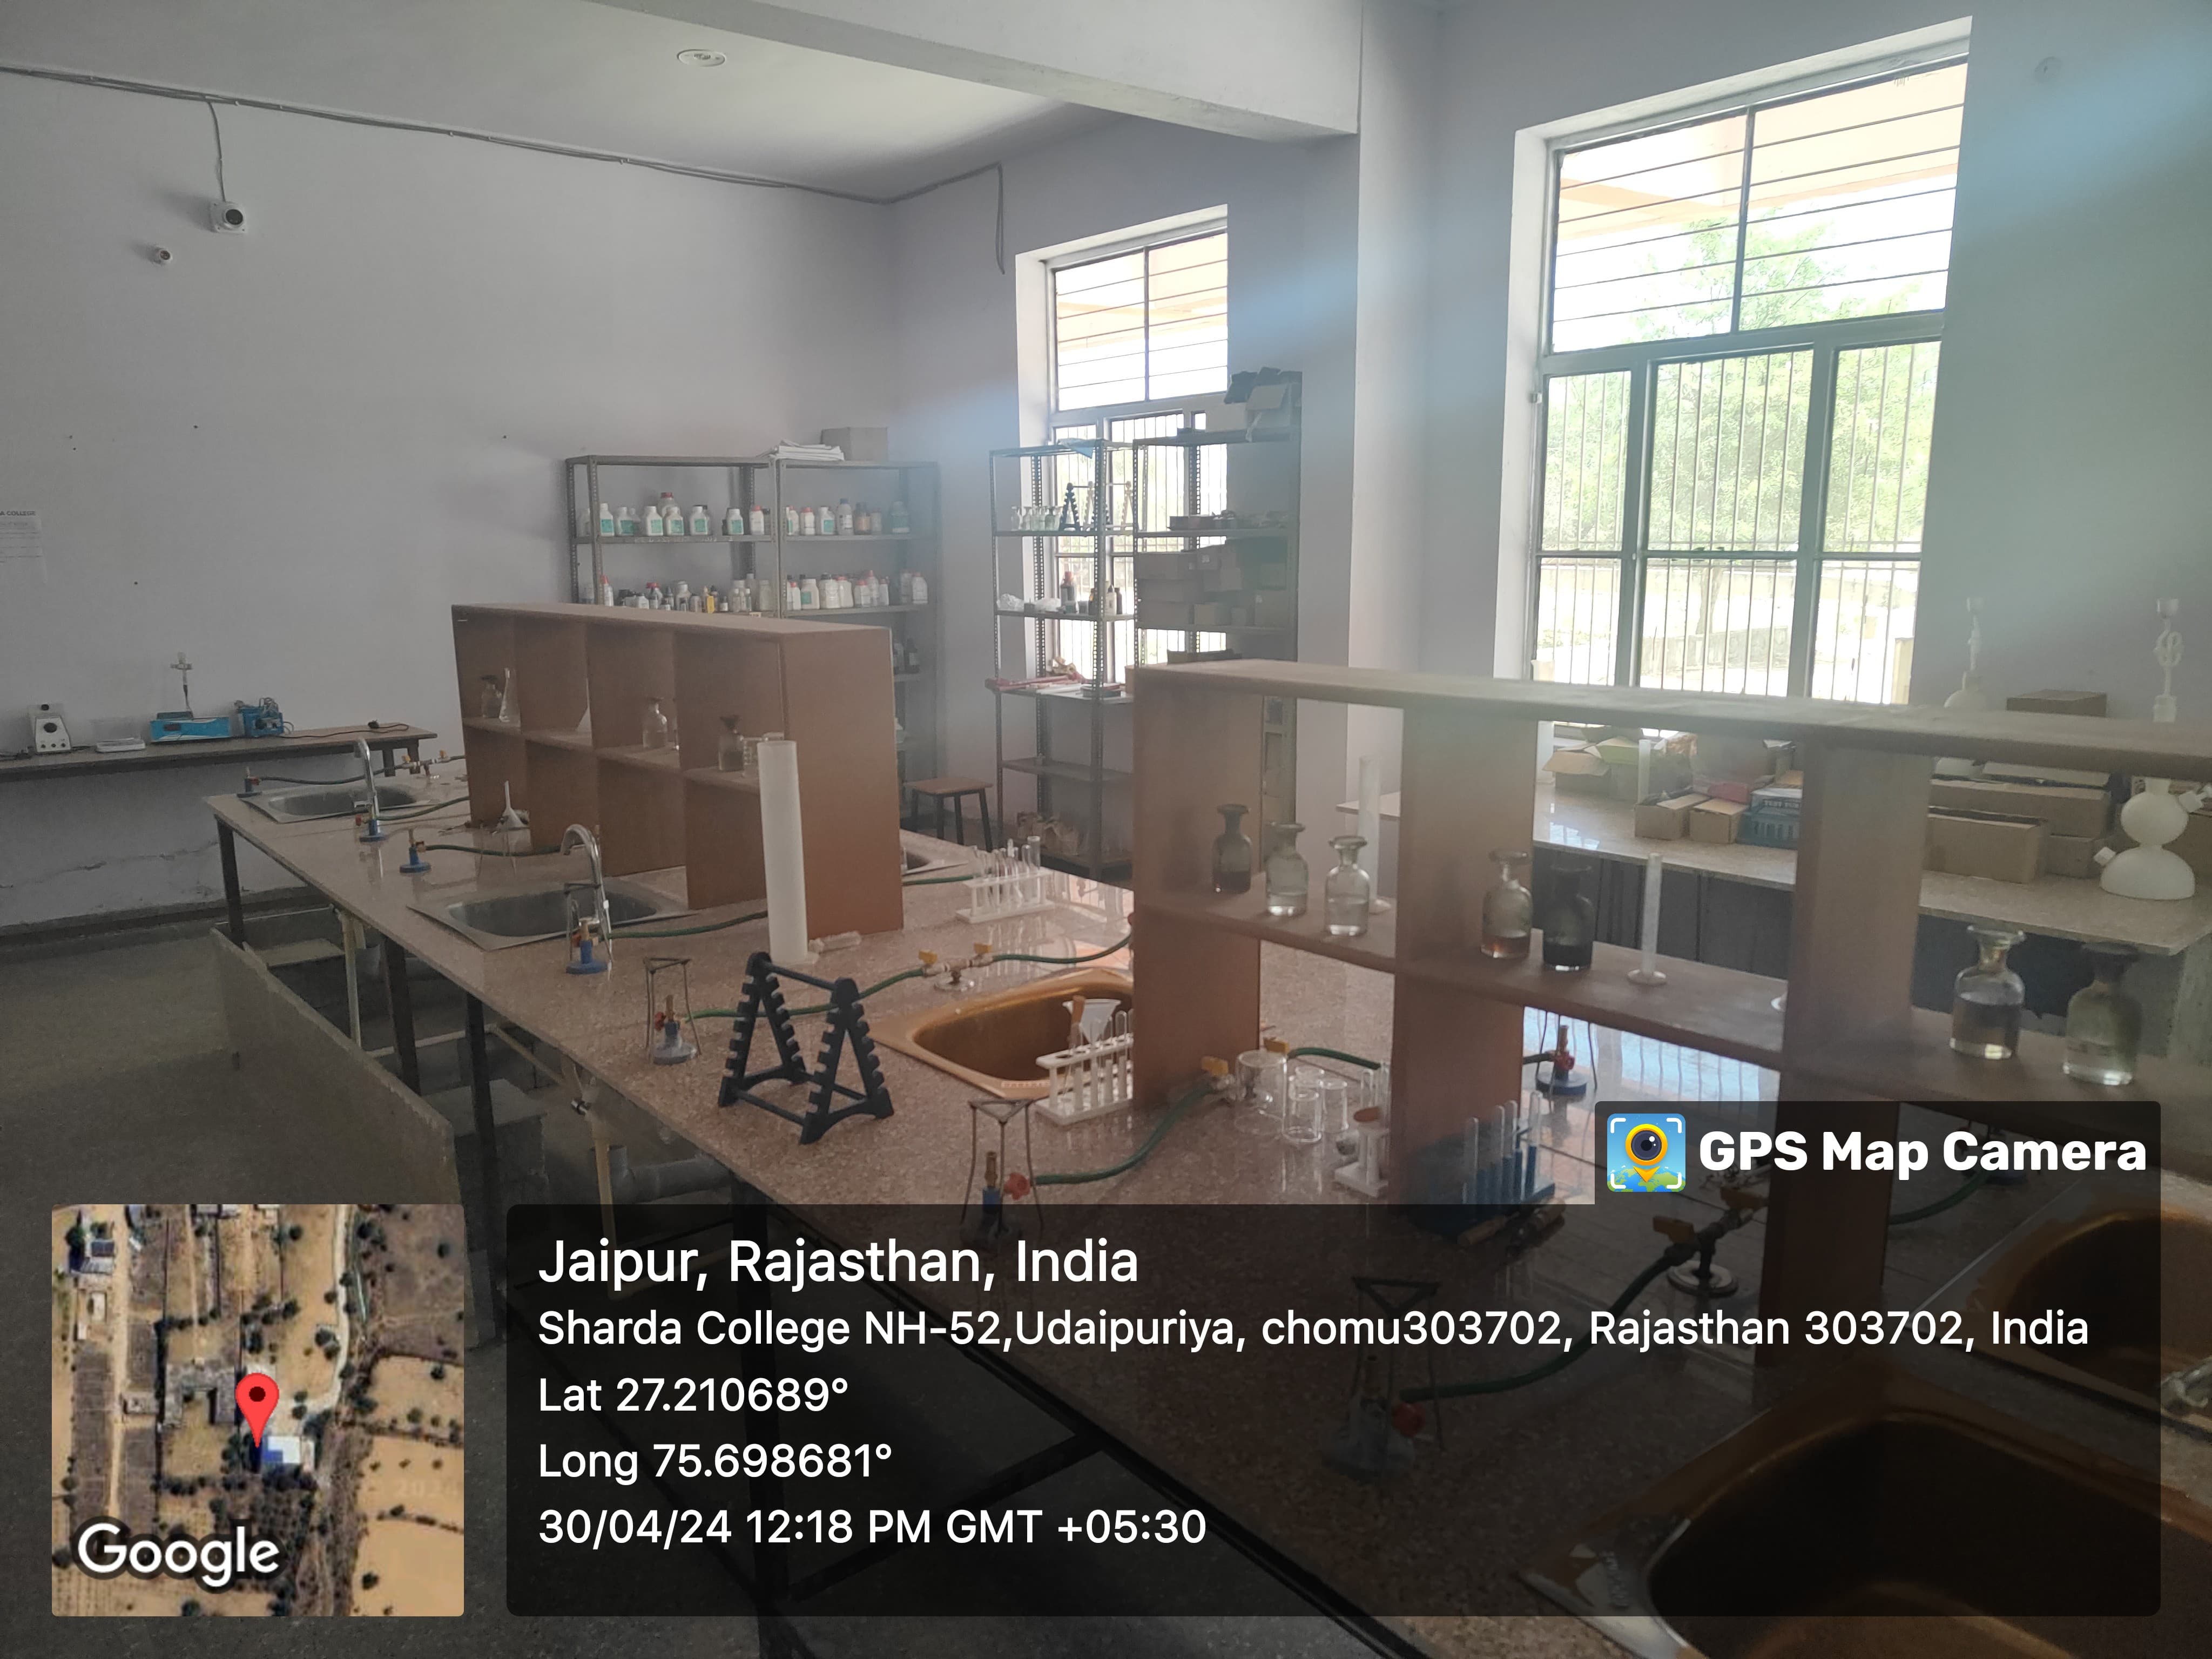 A COLLEGE
GPS Map Camera
Jaipur, Rajasthan, India
Sharda College NH-52,Udaipuriya, chomu303702, Rajasthan 303702, India
Lat 27.210689°
Long 75.698681°
30/04/24 12:18 PM GMT +05:30
Google